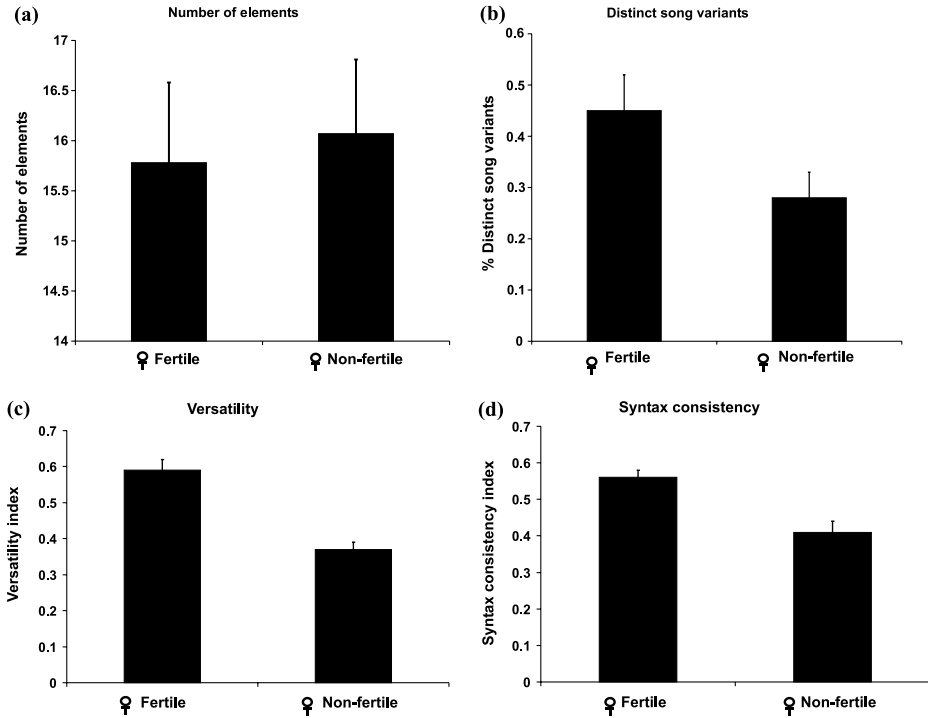 (a)
Number of elements
17
16.5
16
15.5
15
14.5
14
Number of elements
♀ Fertile
♀ Non-fertile
(b)
Distinct song variants
0.6
0.5
0.4
0.3
0.2
0.1
0
% Distinct song variants
♀ Fertile
♀ Non-fertile
(c)
Versatility
0.7
0.6
0.5
0.4
0.3
0.2
0.1
0
Versatility index
♀ Fertile
♀ Non-fertile
(d)
Syntax consistency
0.7
0.6
0.5
0.4
0.3
0.2
0.1
0
Syntax consistency index
♀ Fertile
♀ Non-fertile